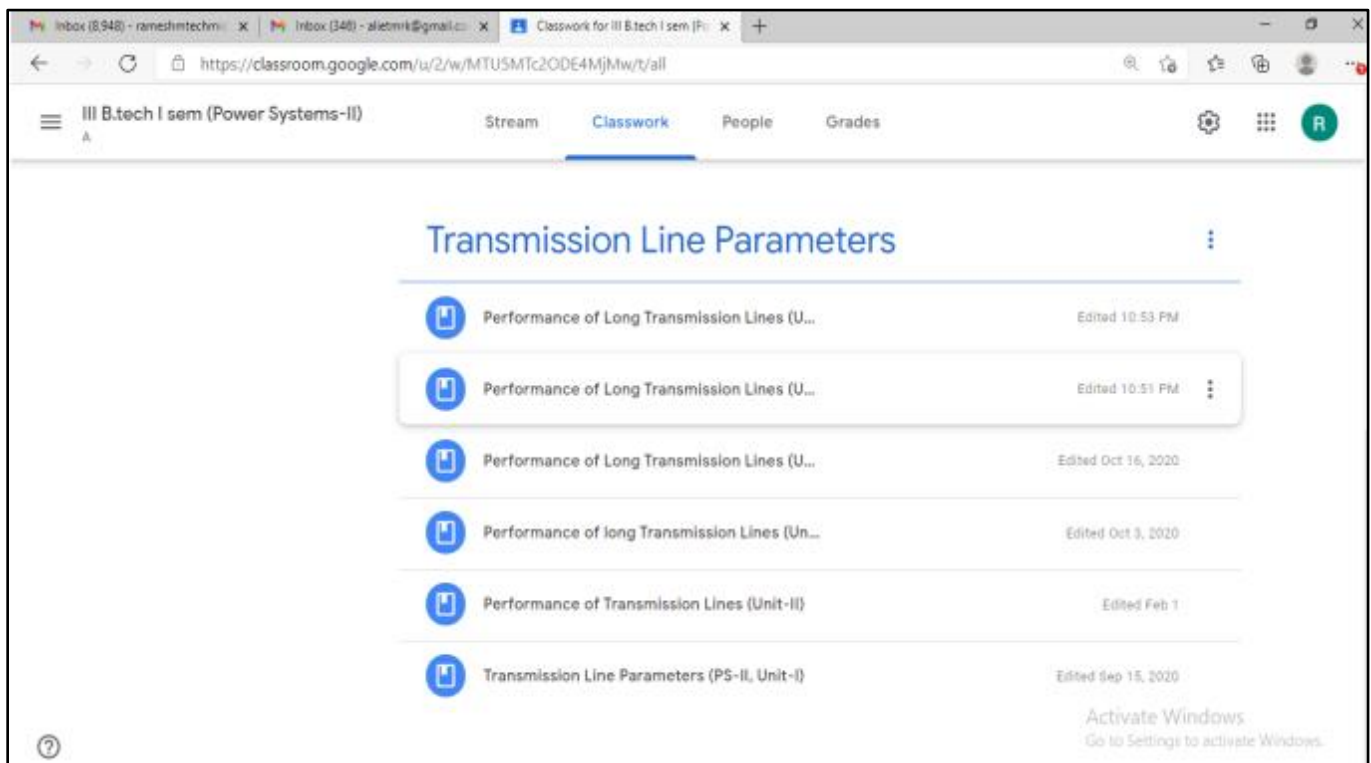 Inbox (8,948) - rameshmtechm
Inbox (346) - alietmrk@gmail.co
Classwork for III B.tech I sem (Po
https://classroom.google.com/u/2/w/MTU5MTc2ODE4MjMw/t/all
III B.tech I sem (Power Systems-II)
A
Stream Classwork People Grades
R
Transmission Line Parameters
Performance of Long Transmission Lines (U... Edited 10:53 PM
Performance of Long Transmission Lines (U... Edited 10:51 PM
Performance of Long Transmission Lines (U... Edited Oct 16, 2020
Performance of long Transmission Lines (Un... Edited Oct 3, 2020
Performance of Transmission Lines (Unit-II) Edited Feb 1
Transmission Line Parameters (PS-II, Unit-I) Edited Sep 15, 2020
Activate Windows
Go to Settings to activate Windows.